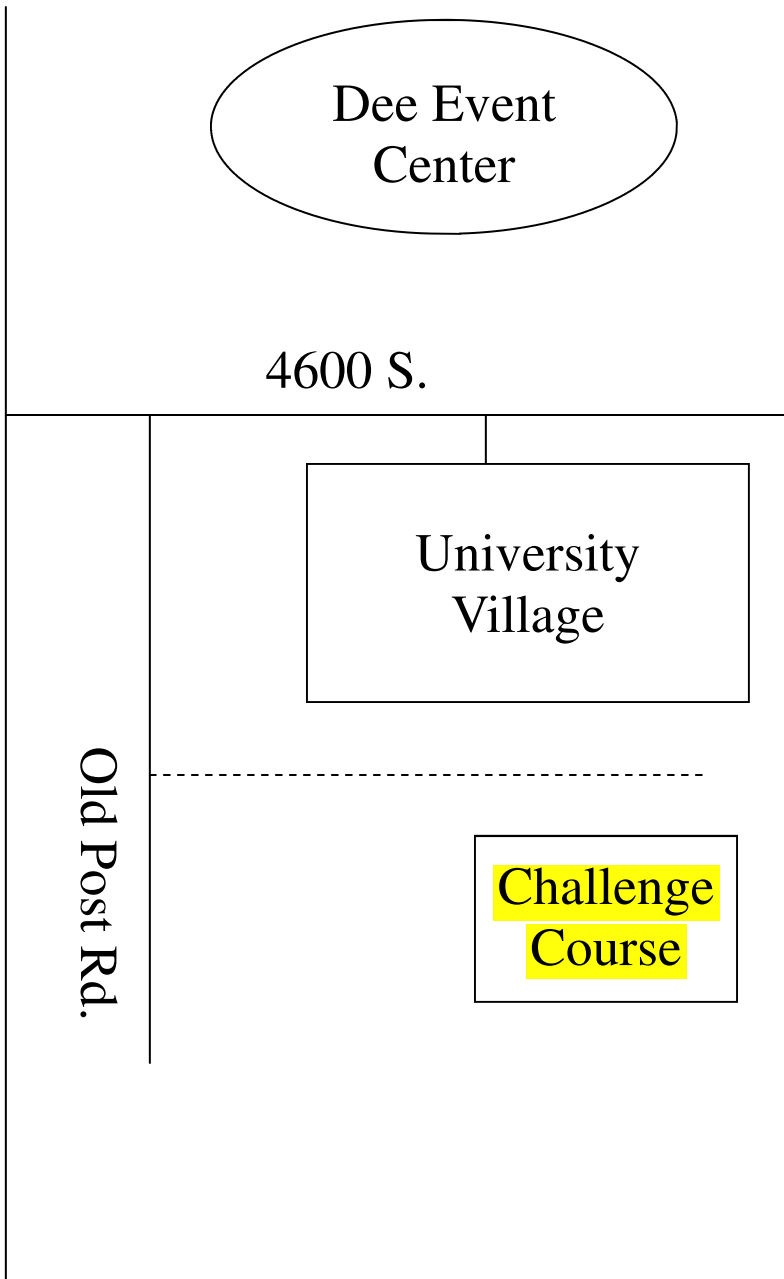 Dee Event
Center
4600 S.
University
Village
Old Post Rd.
Challenge
Course